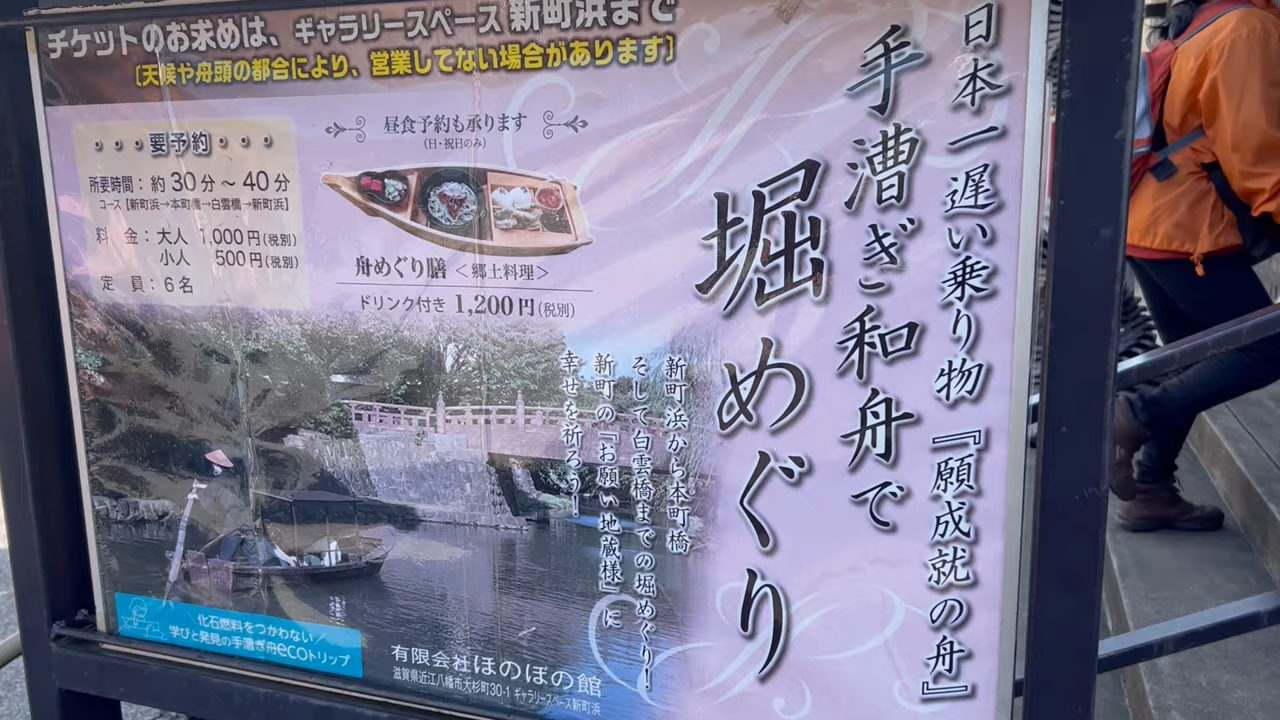 チケットのお求めは、ギャラリースペース 新町浜まで
〔天候や舟頭の都合により、営業してない場合があります〕
日本一遅い乗り物『願成就の舟』
手漕ぎ和舟で
堀めぐり
・・・要予約・・・
所要時間：約30分～40分
コース【新町浜→本町橋→白雲橋→新町浜】
料　金：大人　1,000円(税別)
小人　500円(税別)
定　員：6名
昼食予約も承ります
(日・祝日のみ)
舟めぐり膳 ＜郷土料理＞
ドリンク付き 1,200円(税別)
新町浜から本町橋
そして白雲橋までの堀めぐり！
新町の『お願い地蔵様』に
幸せを祈ろう！
化石燃料をつかわない／
学びと発見の手漕ぎ舟ecoトリップ
有限会社ほのぼの館
滋賀県近江八幡市大杉町30-1 ギャラリースペース新町浜